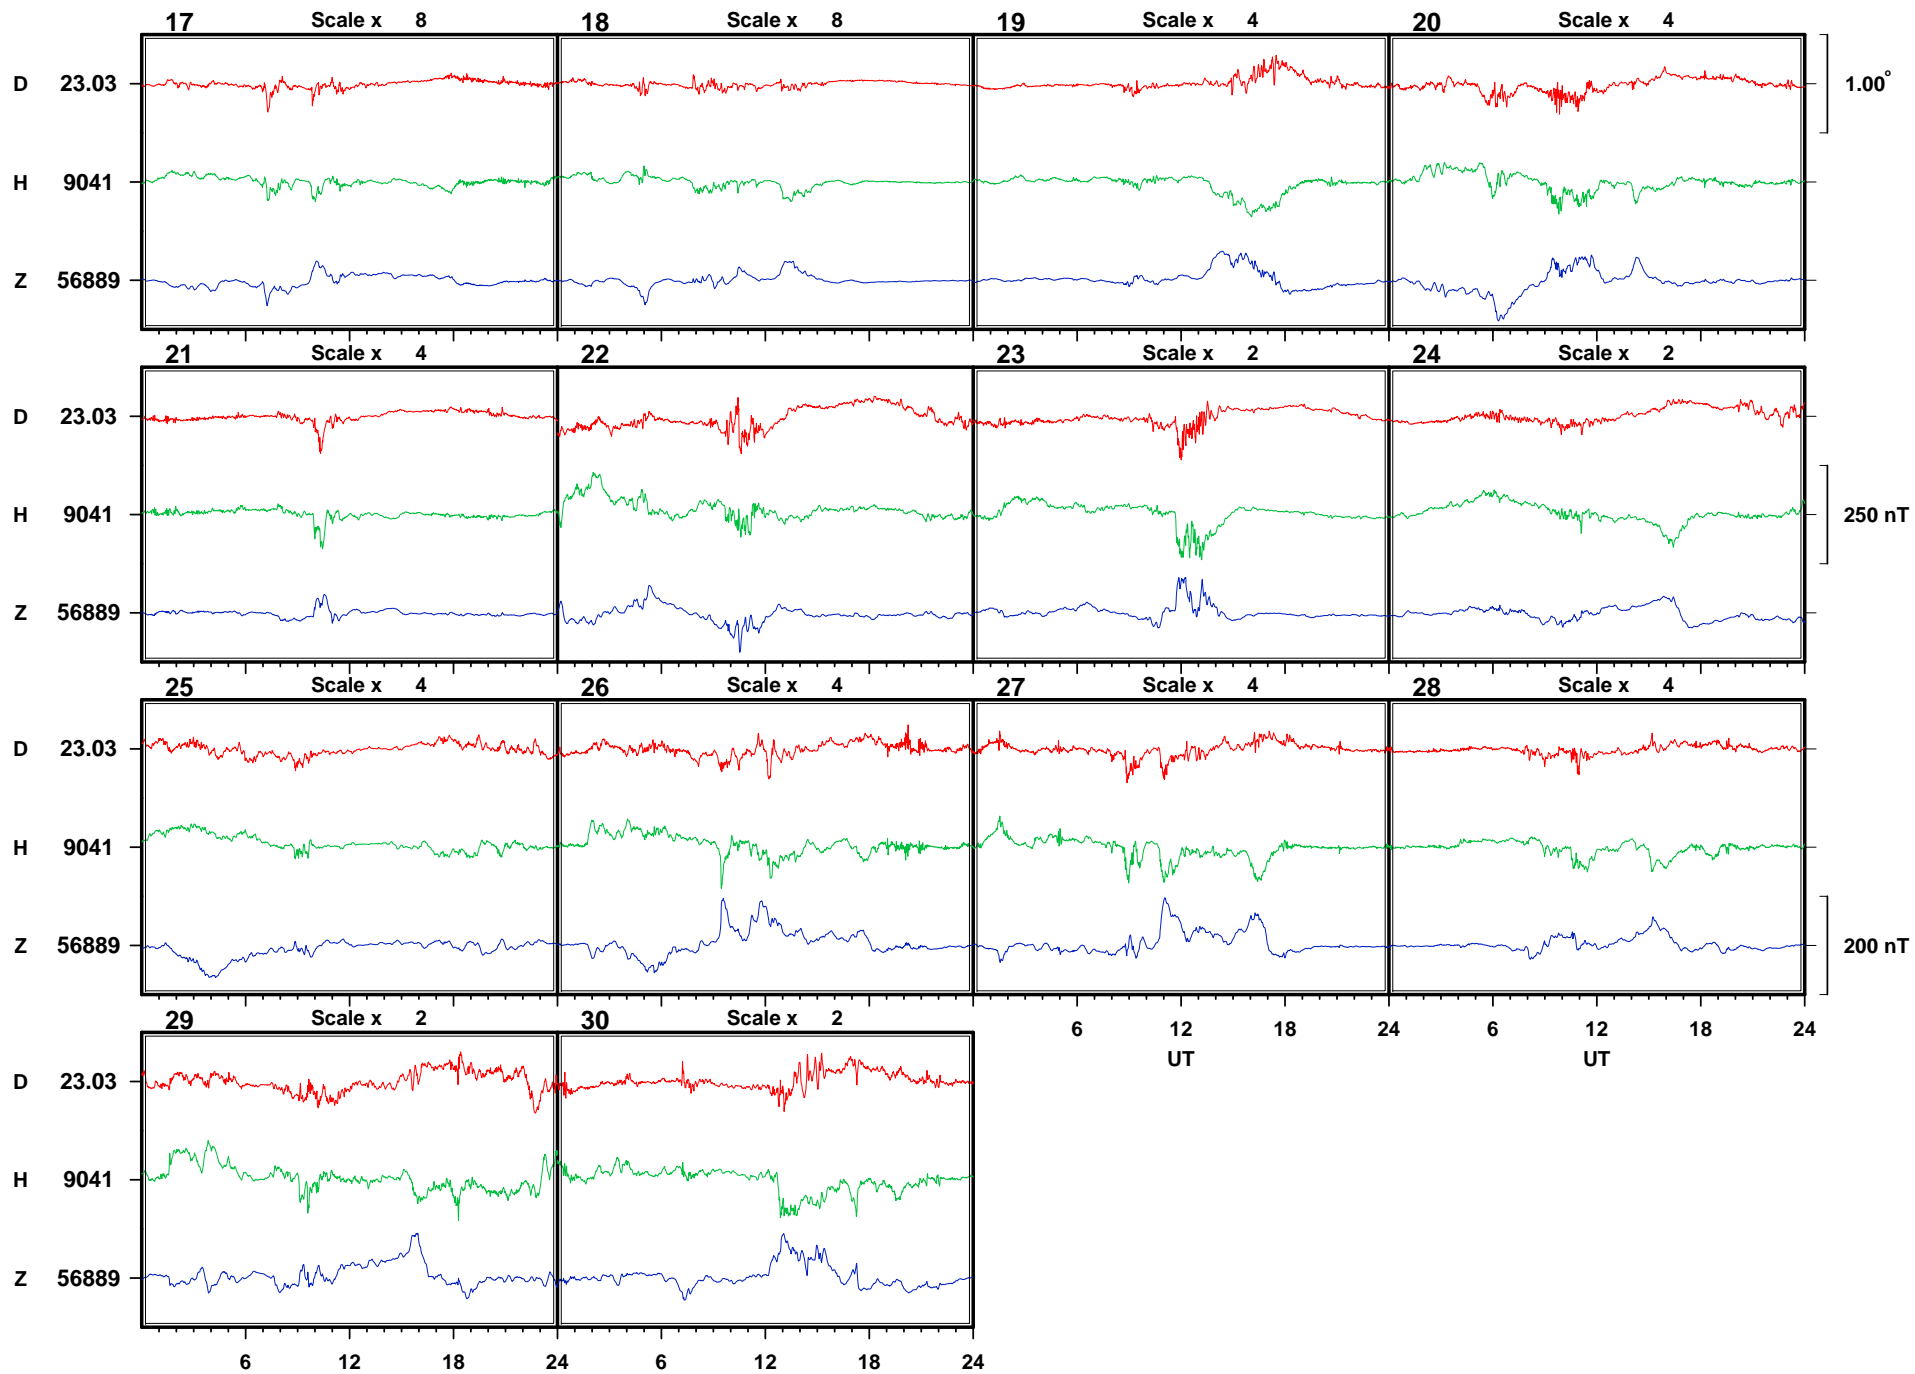 17 Scale x 8 18 Scale x 8 19 Scale x 4 20 Scale x 4
D 23.03 1.00°
H 9041
Z 56889
21 Scale x 4 22 23 Scale x 2 24 Scale x 2
D 23.03
H 9041 250 nT
Z 56889
25 Scale x 4 26 Scale x 4 27 Scale x 4 28 Scale x 4
D 23.03
H 9041
Z 56889 200 nT
6 12 18 24 6 12 18 24
UT UT
29 Scale x 2 30 Scale x 2
D 23.03
H 9041
Z 56889
6 12 18 24 6 12 18 24